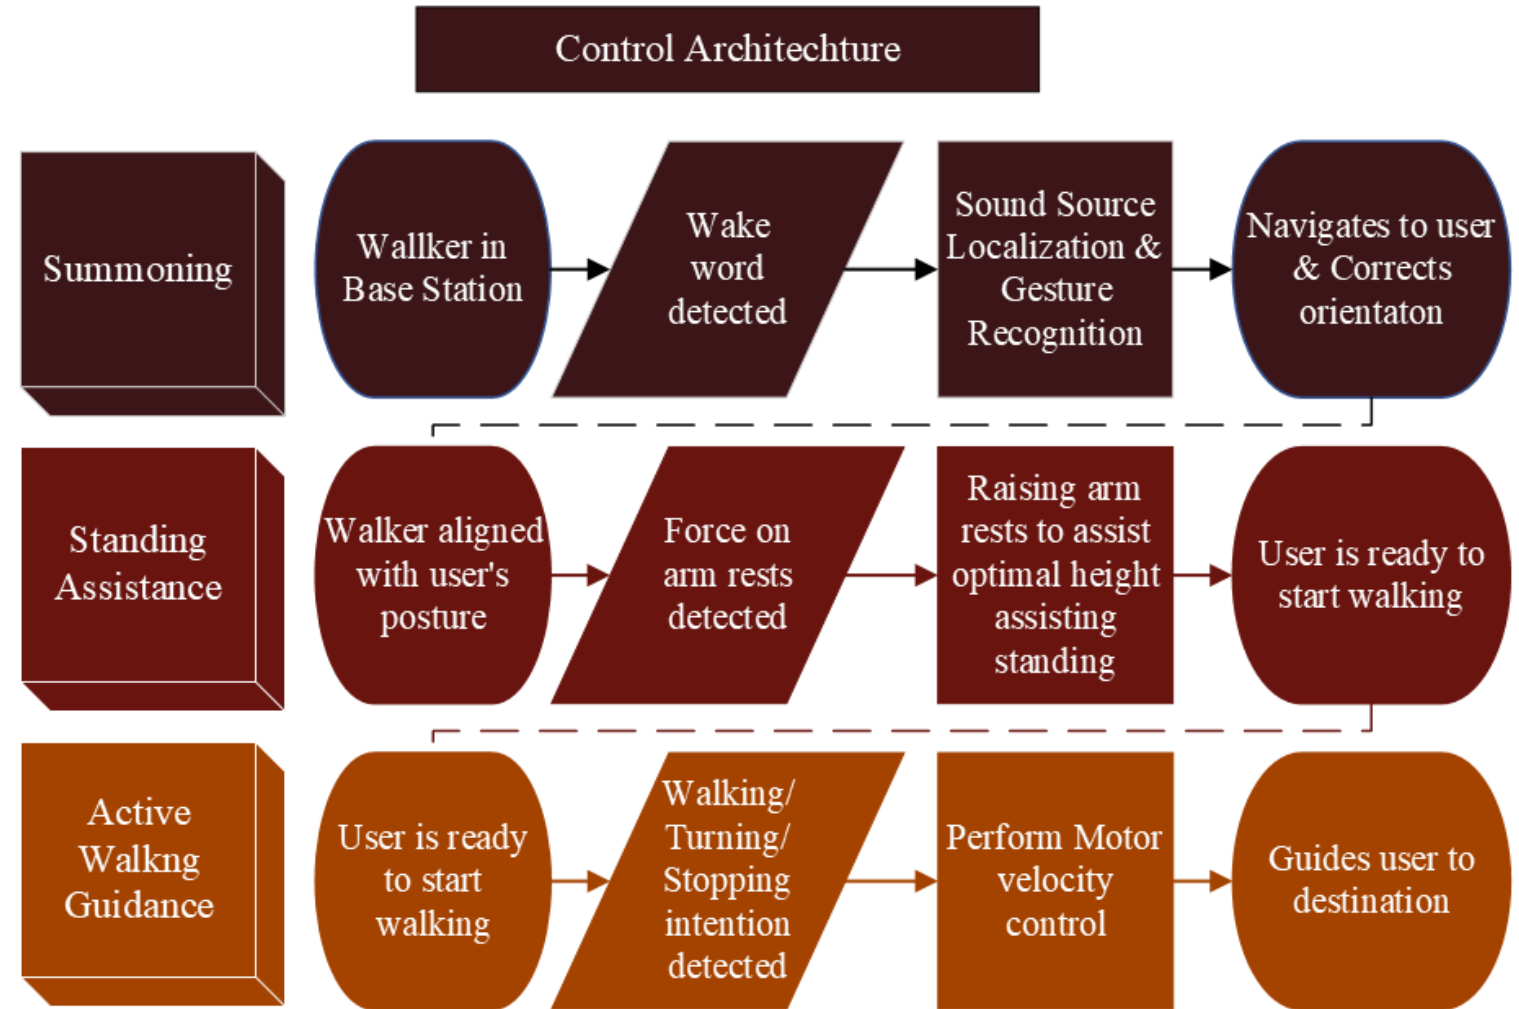 Control Architechture
Summoning
Wallker in
Base Station
Wake
word
detected
Sound Source
Localization &
Gesture
Recognition
Navigates to user
& Corrects
orientaton
Standing
Assistance
Walker aligned
with user's
posture
Force on
arm rests
detected
Raising arm
rests to assist
optimal height
assisting
standing
User is ready to
start walking
Active
Walkng
Guidance
User is ready
to start
walking
Walking/
Turning/
Stopping
intention
detected
Perform Motor
velocity
control
Guides user to
destination